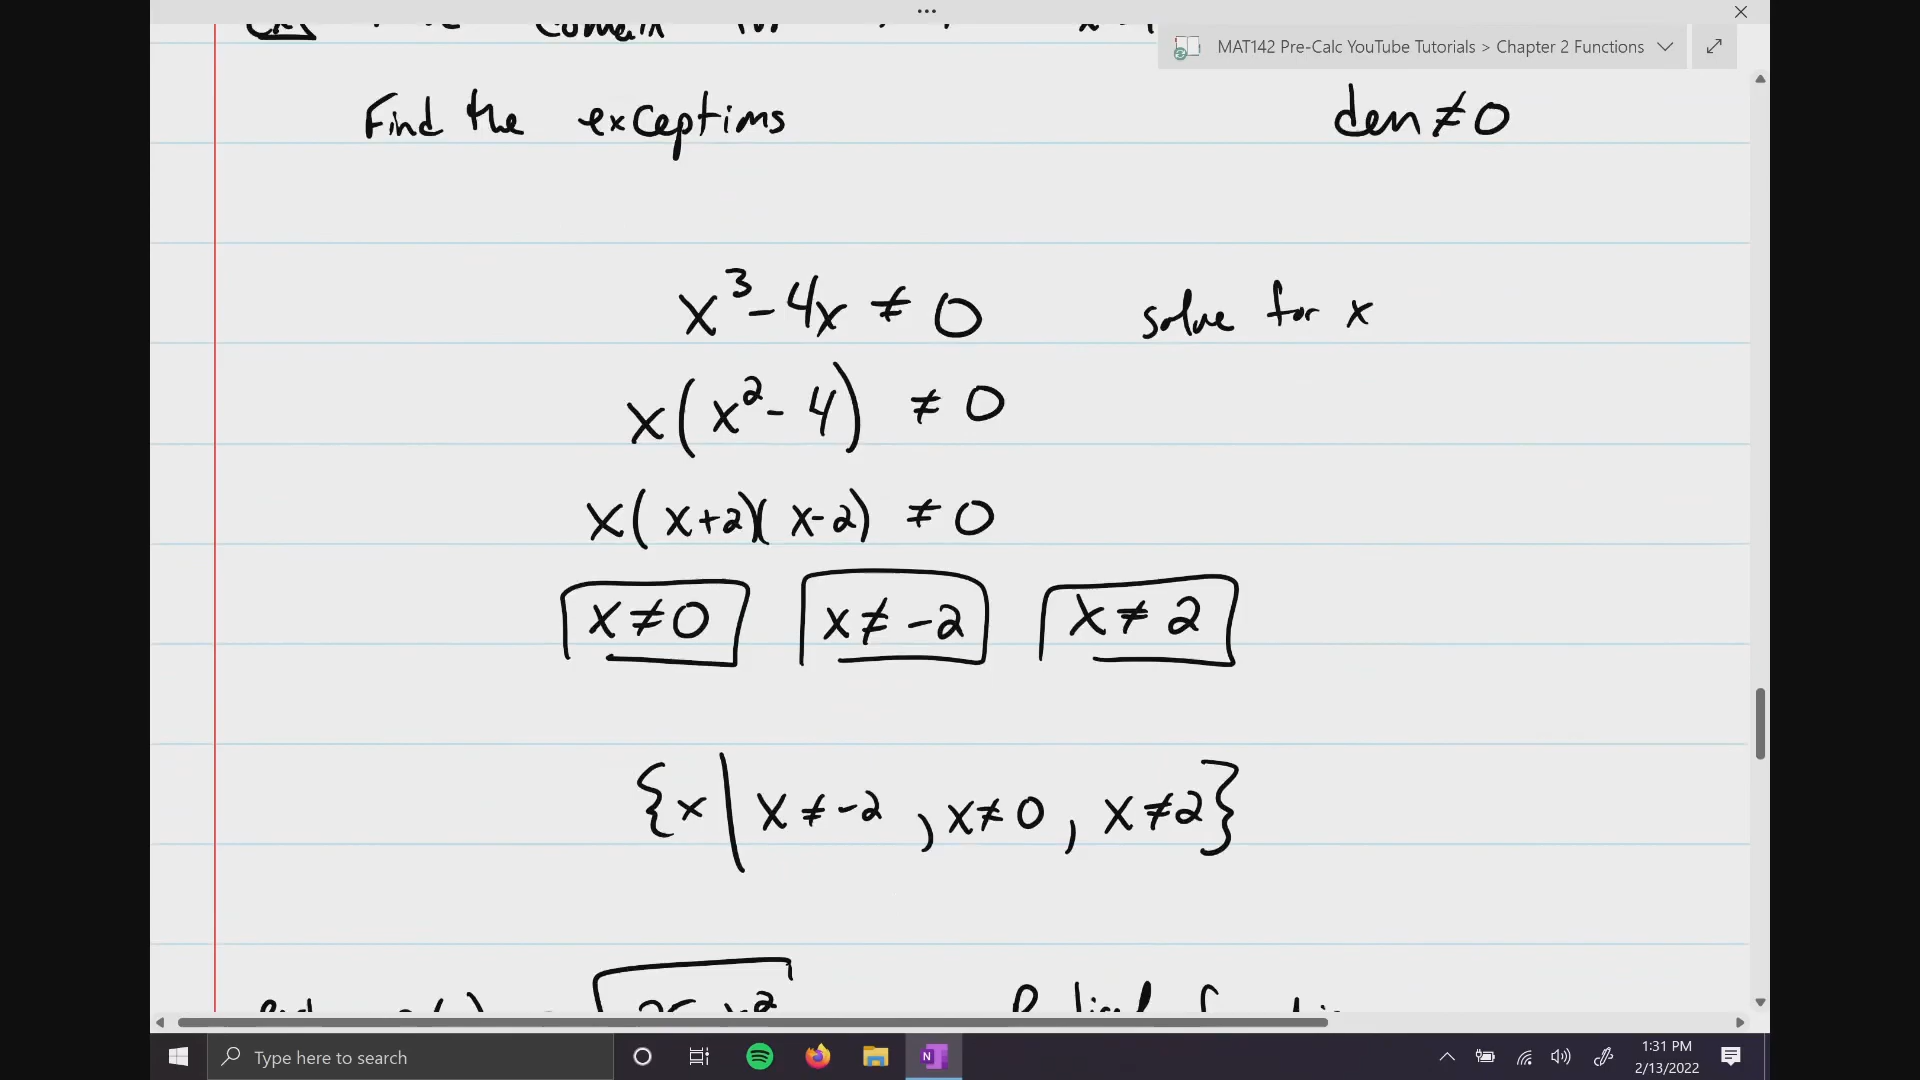 MAT142 Pre-Calc YouTube Tutorials > Chapter 2 Functions
Find the exceptions den ≠ 0
x³ - 4x ≠ 0 solve for x
x(x² - 4) ≠ 0
x(x+2)(x-2) ≠ 0
x ≠ 0 x ≠ -2 x ≠ 2
{x | x ≠ -2, x ≠ 0, x ≠ 2}
Type here to search
1:31 PM
2/13/2022